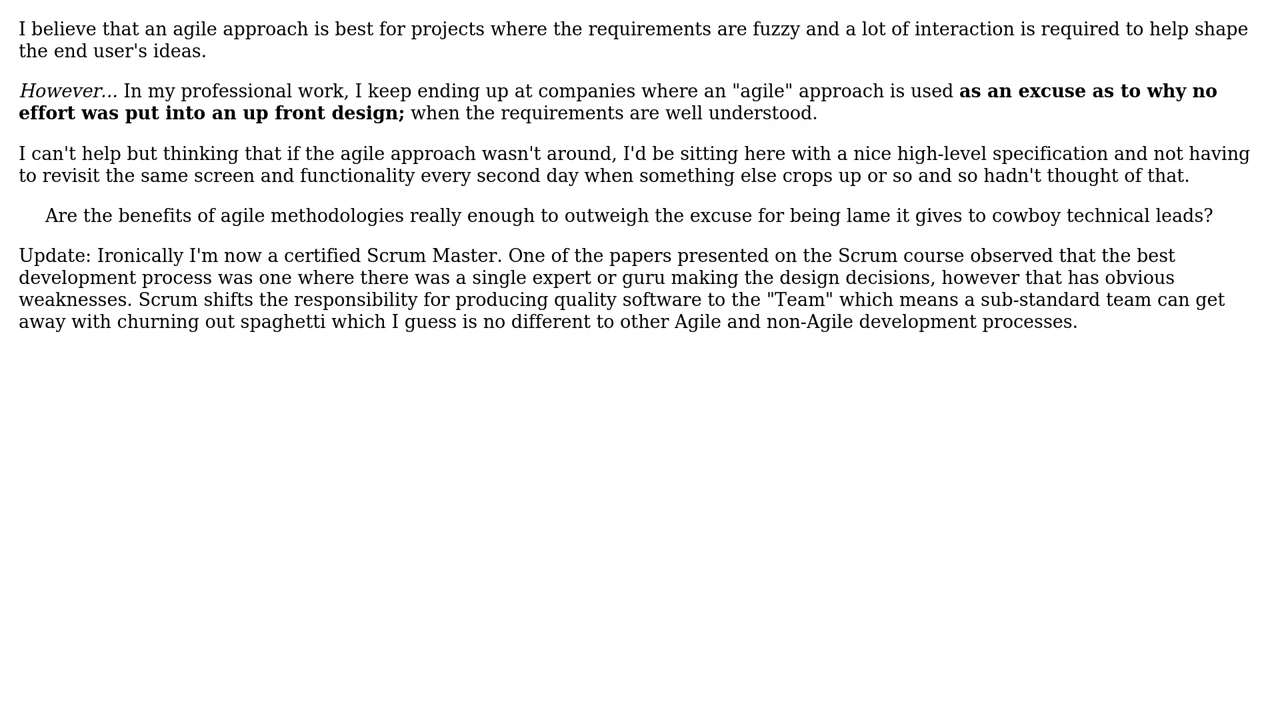 I believe that an agile approach is best for projects where the requirements are fuzzy and a lot of interaction is required to help shape
the end user's ideas.
However... In my professional work, I keep ending up at companies where an "agile" approach is used as an excuse as to why no
effort was put into an up front design; when the requirements are well understood.
I can't help but thinking that if the agile approach wasn't around, I'd be sitting here with a nice high-level specification and not having
to revisit the same screen and functionality every second day when something else crops up or so and so hadn't thought of that.
Are the benefits of agile methodologies really enough to outweigh the excuse for being lame it gives to cowboy technical leads?
Update: Ironically I'm now a certified Scrum Master. One of the papers presented on the Scrum course observed that the best
development process was one where there was a single expert or guru making the design decisions, however that has obvious
weaknesses. Scrum shifts the responsibility for producing quality software to the "Team" which means a sub-standard team can get
away with churning out spaghetti which I guess is no different to other Agile and non-Agile development processes.